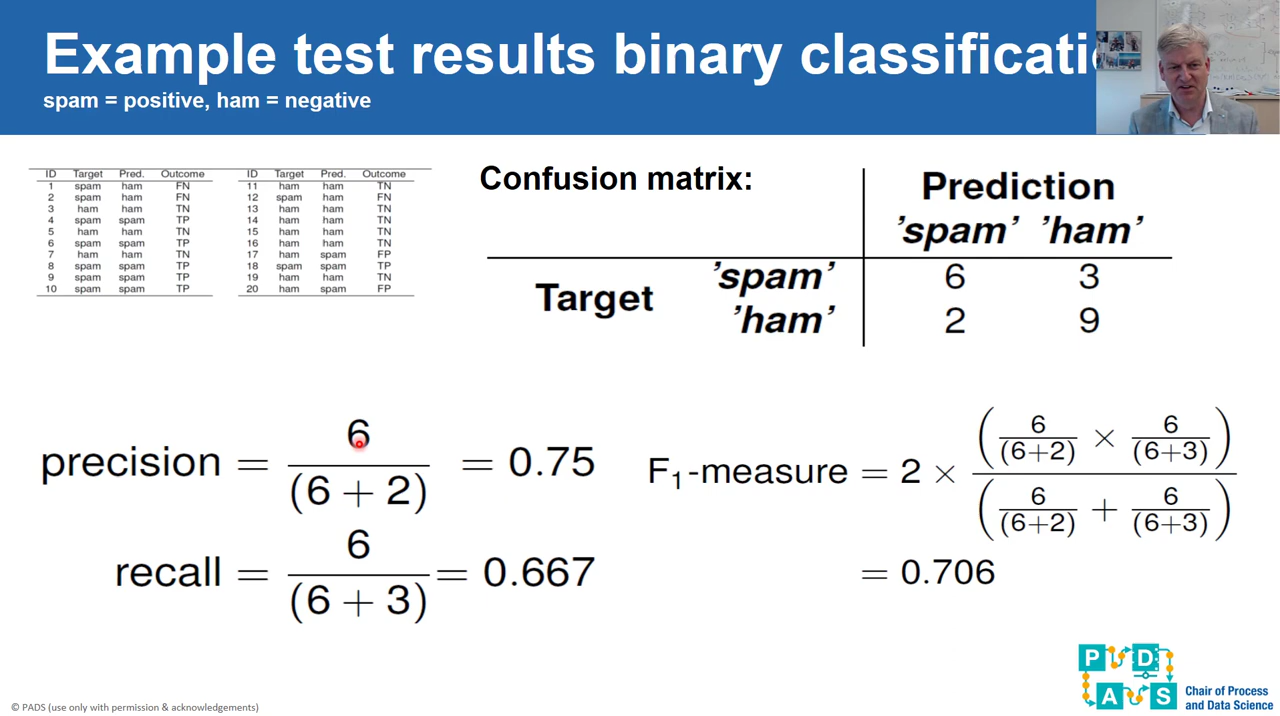 Example test results binary classificatio
spam = positive, ham = negative
ID Target Pred. Outcome
1 spam ham FN
2 spam ham FN
3 ham ham TN
4 spam spam TP
5 ham ham TN
6 spam spam TP
7 ham ham TN
8 spam spam TP
9 spam spam TP
10 spam spam TP
ID Target Pred. Outcome
11 ham ham TN
12 spam ham FN
13 ham ham TN
14 ham ham TN
15 ham ham TN
16 ham ham TN
17 ham spam FP
18 spam spam TP
19 ham ham TN
20 ham spam FP
Confusion matrix:
Prediction
'spam' 'ham'
Target
'spam' 6 3
'ham' 2 9
precision = 6 / (6 + 2) = 0.75
recall = 6 / (6 + 3) = 0.667
F₁-measure = 2 × ( 6/(6+2) × 6/(6+3) ) / ( 6/(6+2) + 6/(6+3) )
= 0.706
© PADS (use only with permission & acknowledgements)
P D
A S
Chair of Process
and Data Science